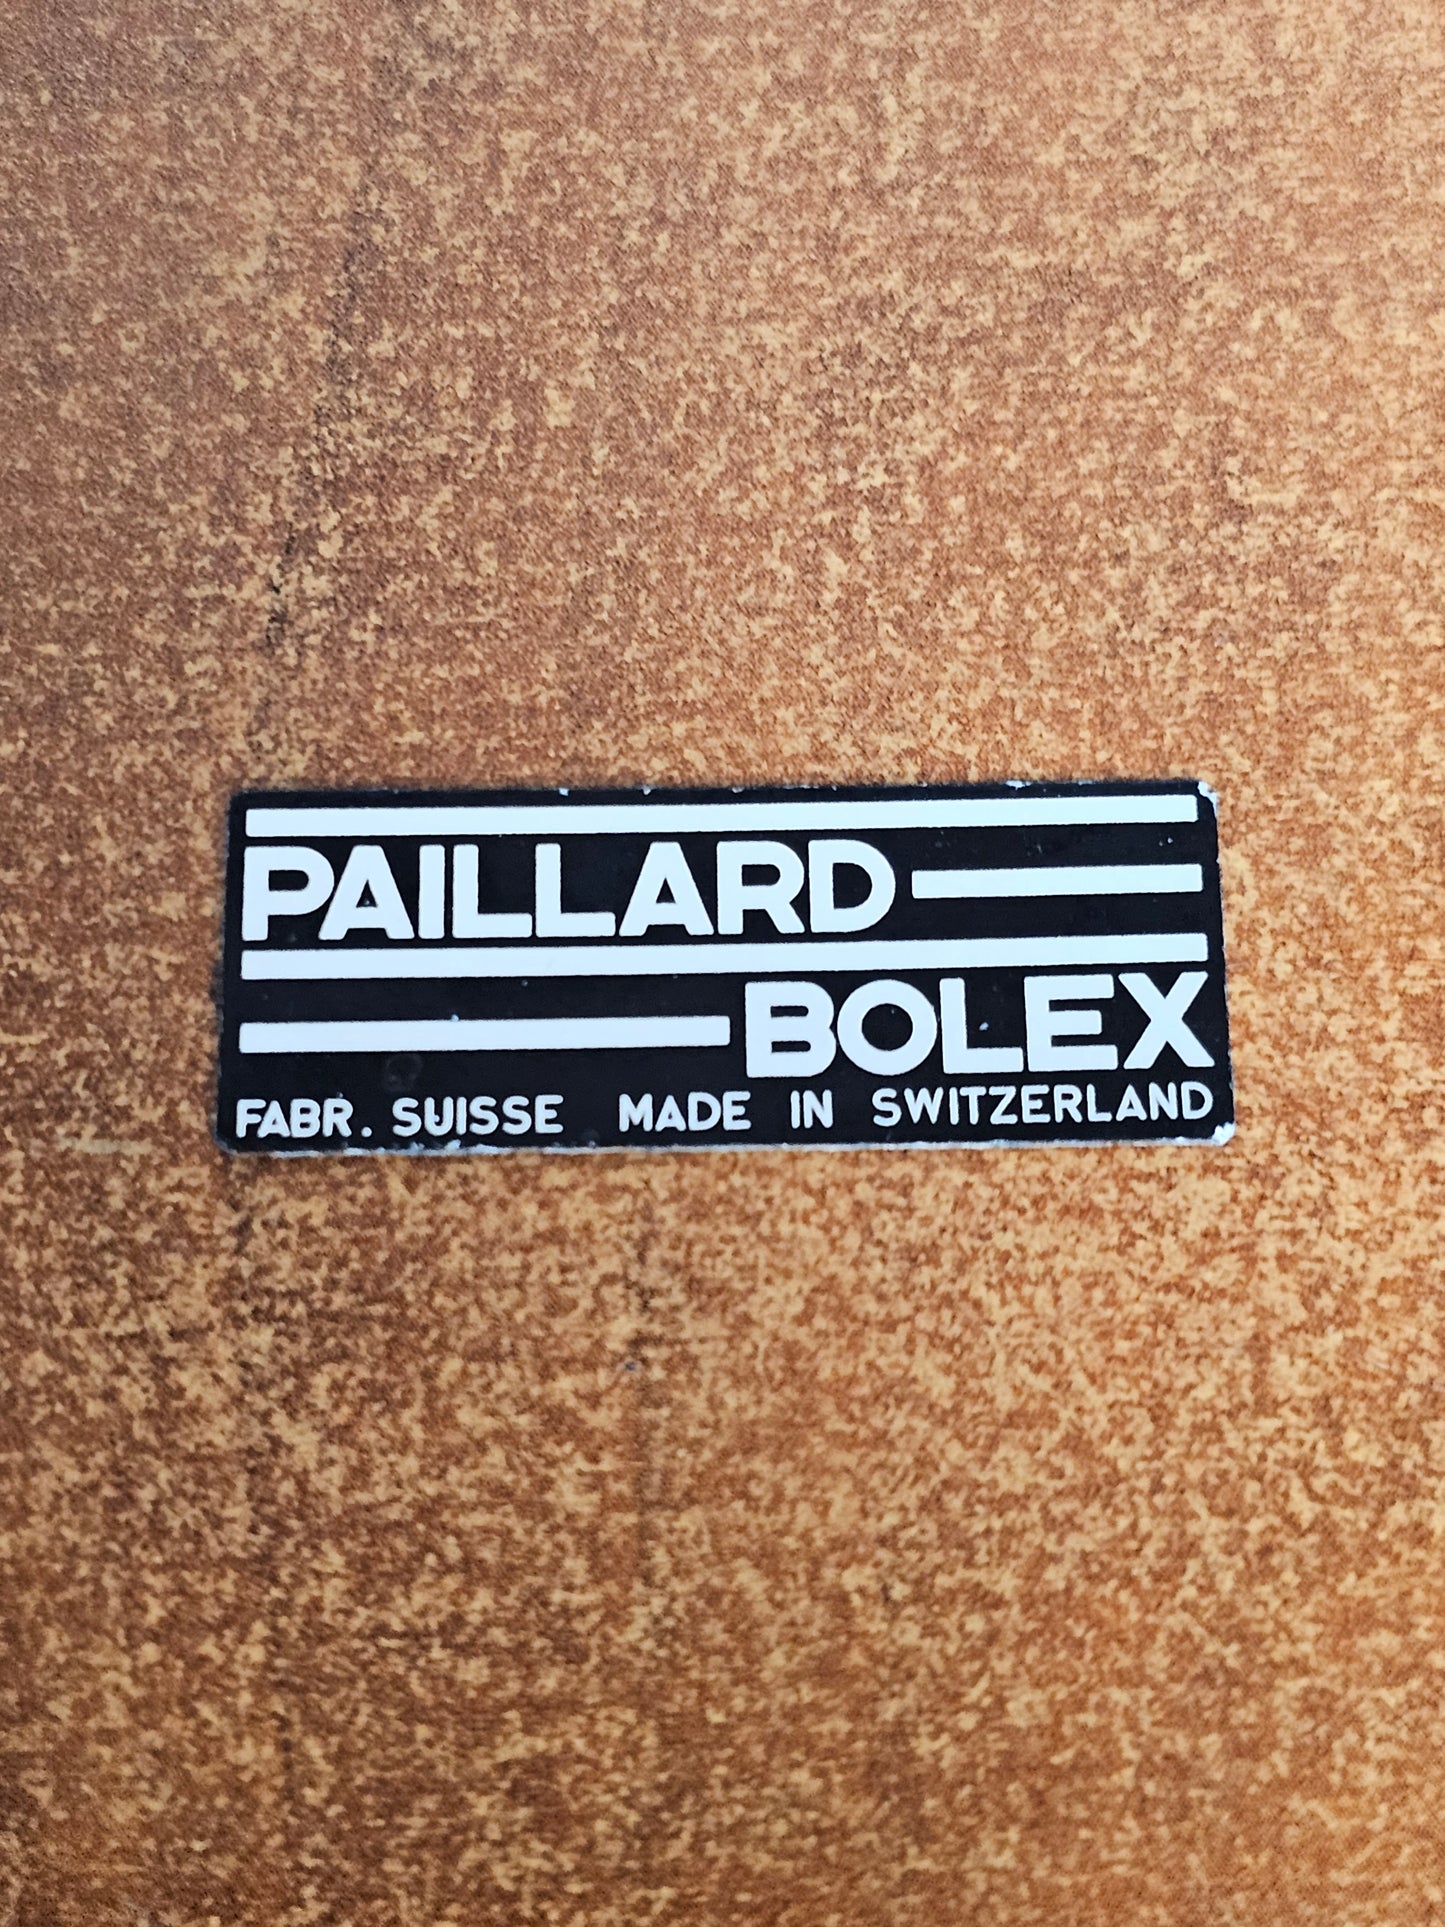 PAILLARD
BOLEX
FABR. SUISSE MADE IN SWITZERLAND